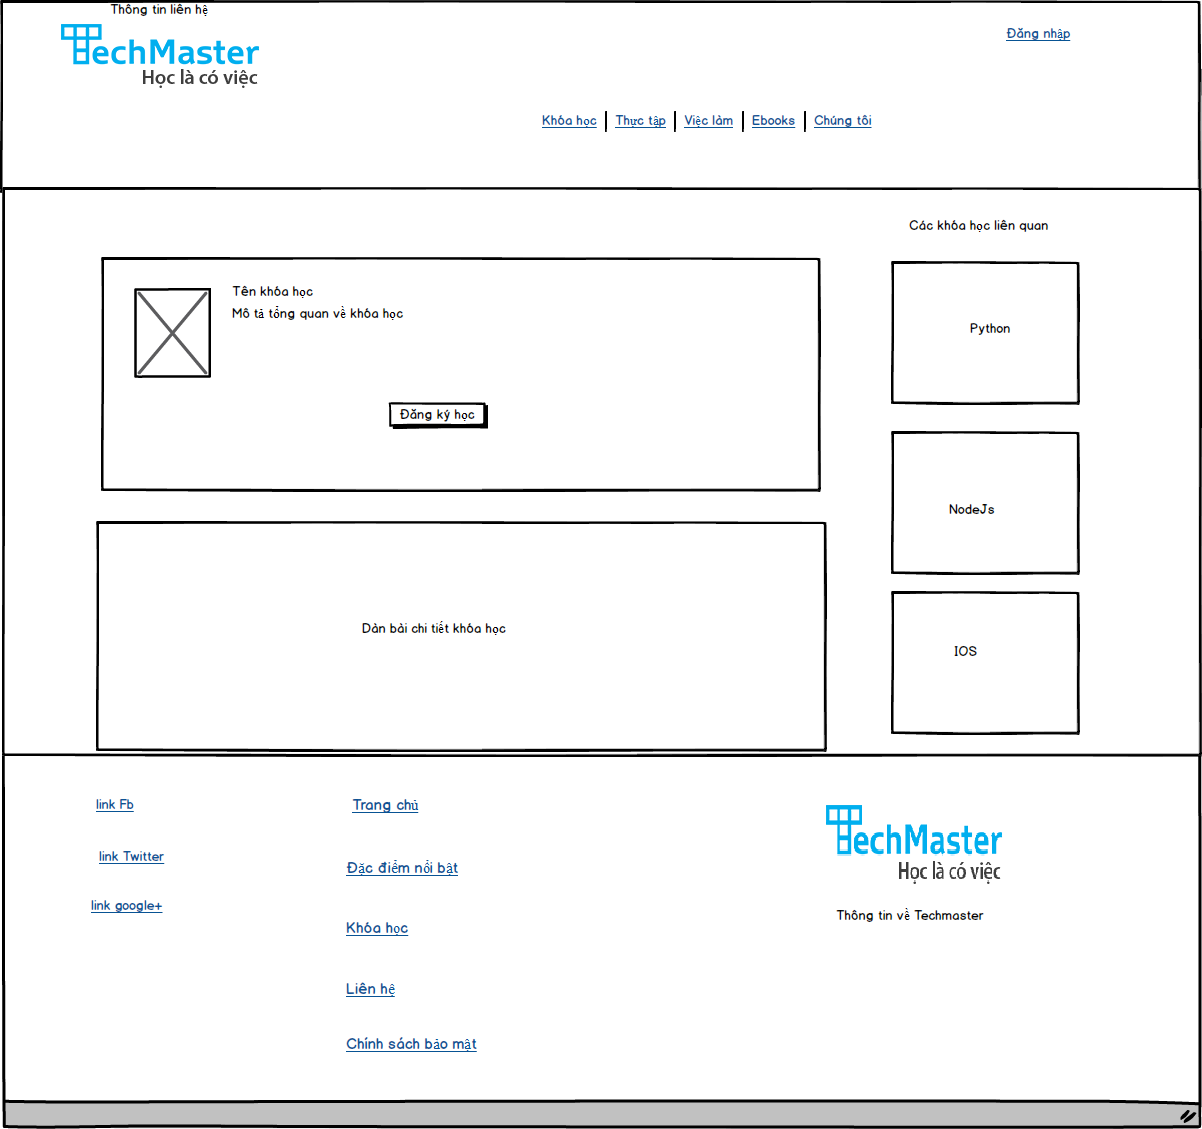 Thông tin liên hệ
TechMaster
Học là có việc
Đăng nhập
Khóa học
Thực tập
Việc làm
Ebooks
Chúng tôi
Các khóa học liên quan
Tên khóa học
Mô tả tổng quan về khóa học
Đăng ký học
Python
NodeJs
Dàn bài chi tiết khóa học
IOS
link Fb
link Twitter
link google+
Trang chủ
Đặc điểm nổi bật
Khóa học
Liên hệ
Chính sách bảo mật
TechMaster
Học là có việc
Thông tin về Techmaster